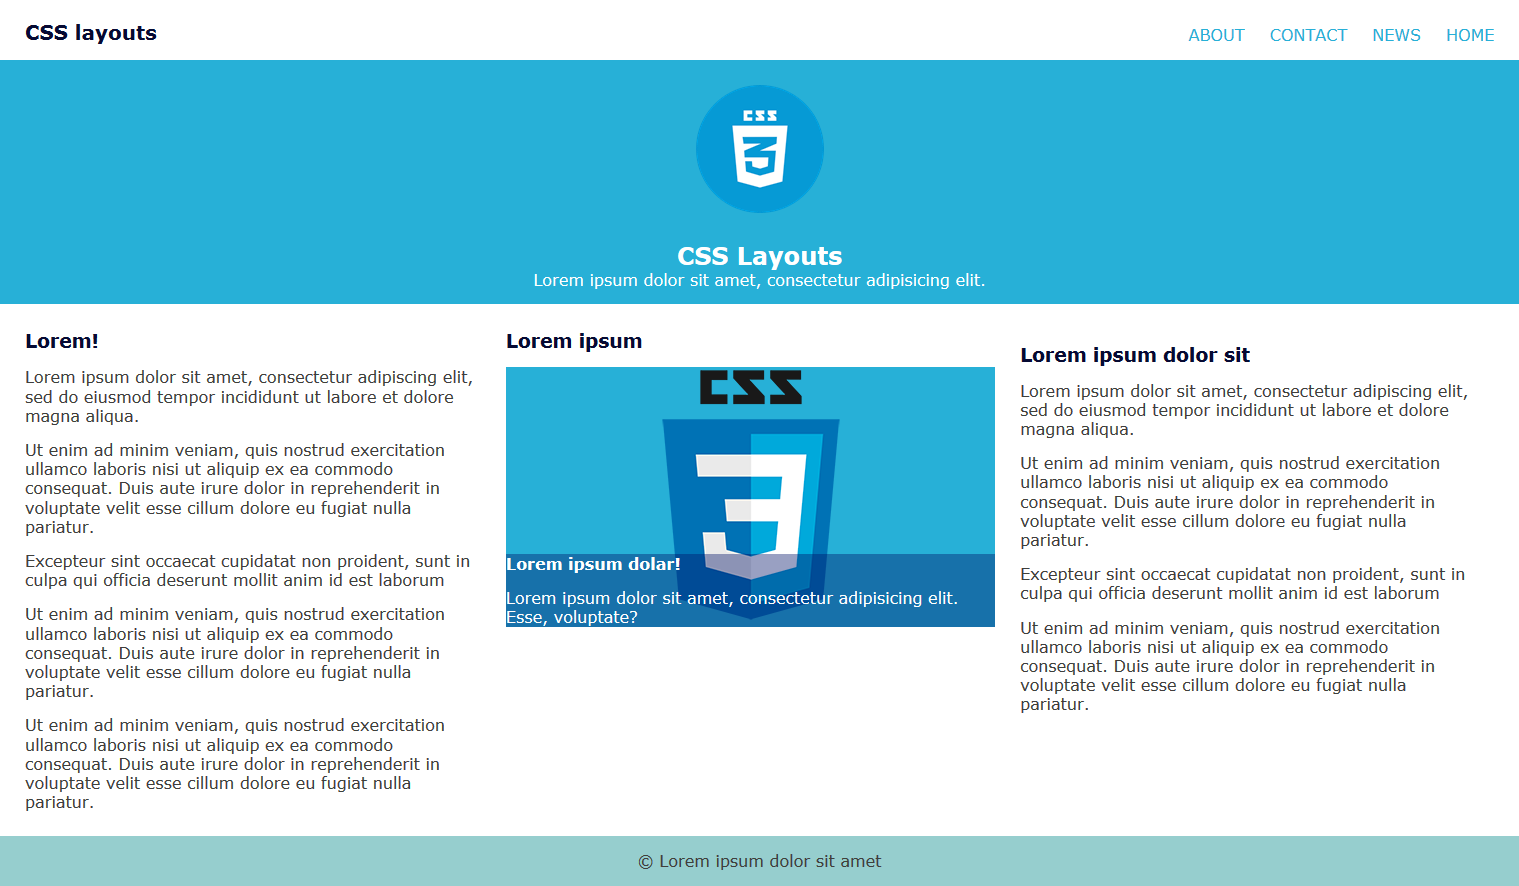 CSS layouts
ABOUT CONTACT NEWS HOME
CSS
3
CSS Layouts
Lorem ipsum dolor sit amet, consectetur adipisicing elit.
Lorem!
Lorem ipsum dolor sit amet, consectetur adipiscing elit,
sed do eiusmod tempor incididunt ut labore et dolore
magna aliqua.
Ut enim ad minim veniam, quis nostrud exercitation
ullamco laboris nisi ut aliquip ex ea commodo
consequat. Duis aute irure dolor in reprehenderit in
voluptate velit esse cillum dolore eu fugiat nulla
pariatur.
Excepteur sint occaecat cupidatat non proident, sunt in
culpa qui officia deserunt mollit anim id est laborum
Ut enim ad minim veniam, quis nostrud exercitation
ullamco laboris nisi ut aliquip ex ea commodo
consequat. Duis aute irure dolor in reprehenderit in
voluptate velit esse cillum dolore eu fugiat nulla
pariatur.
Ut enim ad minim veniam, quis nostrud exercitation
ullamco laboris nisi ut aliquip ex ea commodo
consequat. Duis aute irure dolor in reprehenderit in
voluptate velit esse cillum dolore eu fugiat nulla
pariatur.
Lorem ipsum
CSS
3
Lorem ipsum dolar!
Lorem ipsum dolor sit amet, consectetur adipisicing elit.
Esse, voluptate?
Lorem ipsum dolor sit
Lorem ipsum dolor sit amet, consectetur adipiscing elit,
sed do eiusmod tempor incididunt ut labore et dolore
magna aliqua.
Ut enim ad minim veniam, quis nostrud exercitation
ullamco laboris nisi ut aliquip ex ea commodo
consequat. Duis aute irure dolor in reprehenderit in
voluptate velit esse cillum dolore eu fugiat nulla
pariatur.
Excepteur sint occaecat cupidatat non proident, sunt in
culpa qui officia deserunt mollit anim id est laborum
Ut enim ad minim veniam, quis nostrud exercitation
ullamco laboris nisi ut aliquip ex ea commodo
consequat. Duis aute irure dolor in reprehenderit in
voluptate velit esse cillum dolore eu fugiat nulla
pariatur.
© Lorem ipsum dolor sit amet